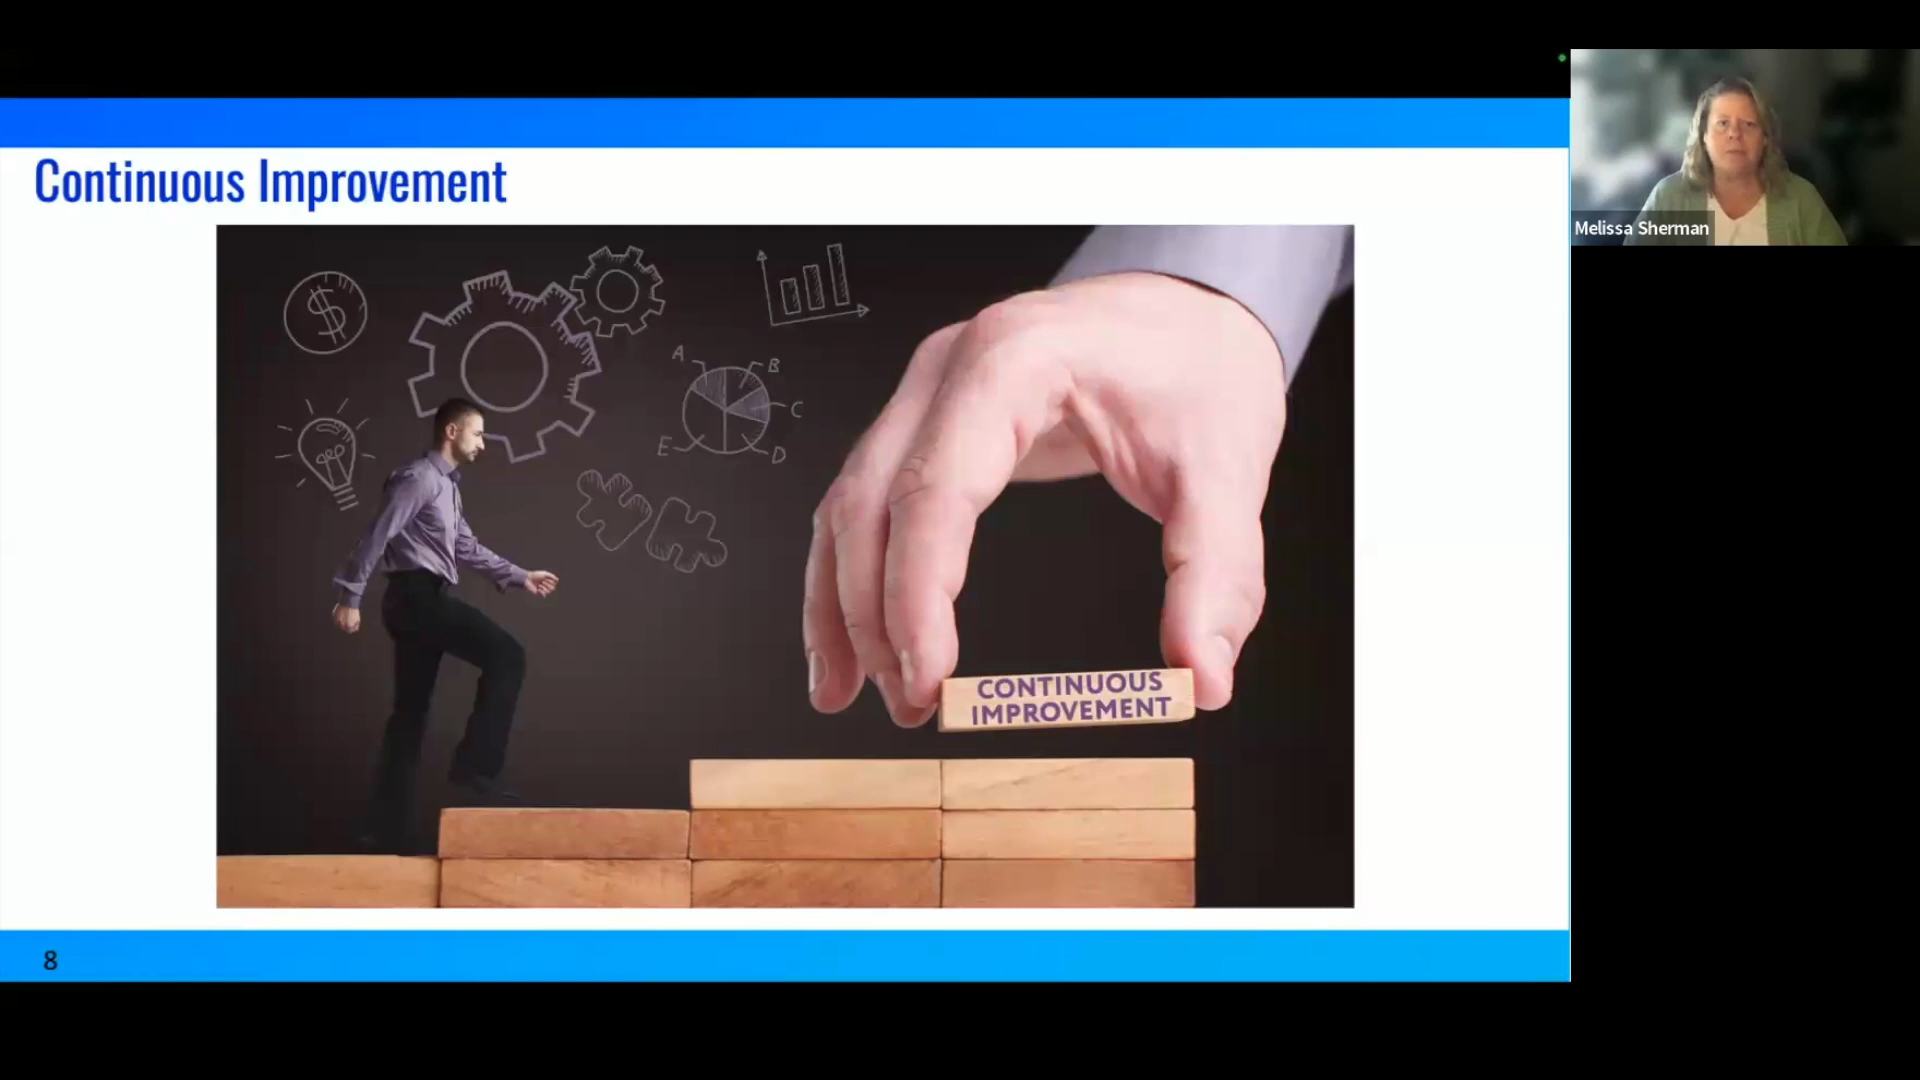 Continuous Improvement
Melissa Sherman
$
A
B
C
E
D
CONTINUOUS
IMPROVEMENT
8